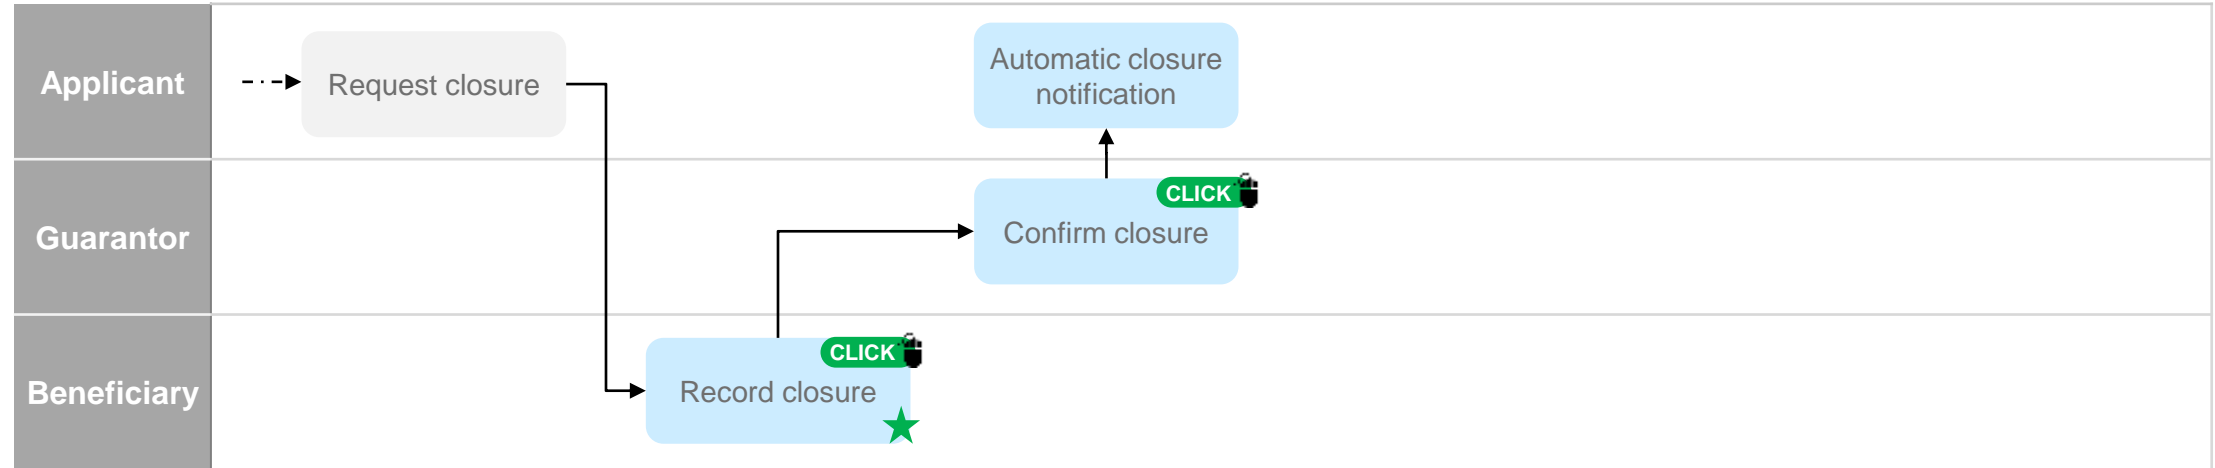 Applicant
Request closure
Automatic closure
notification
Guarantor
CLICK
Confirm closure
Beneficiary
CLICK
Record closure